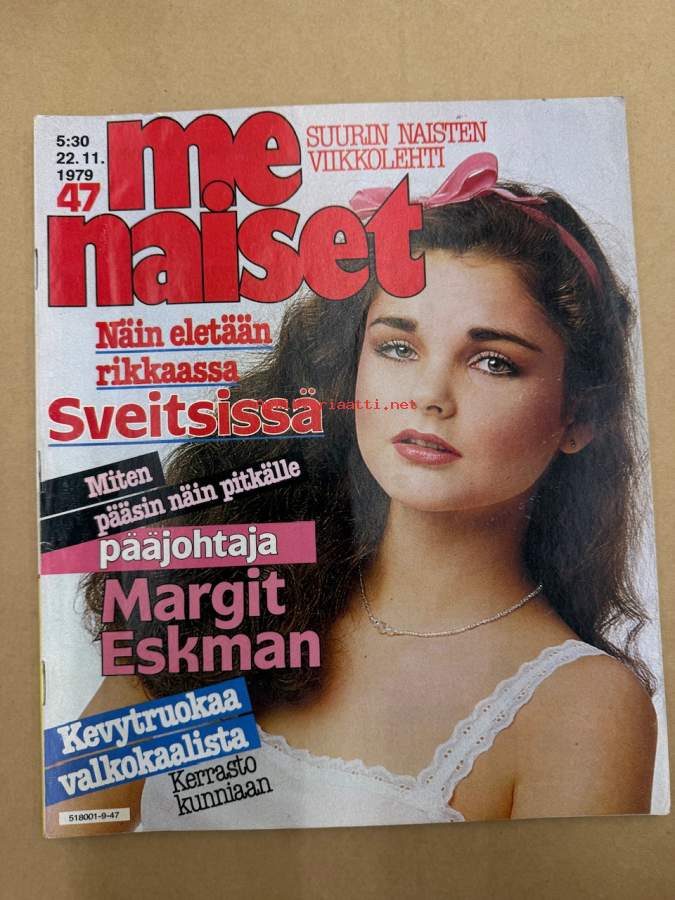 5:30
22.11.
1979
47
me
naiset
SUURIN NAISTEN
VIIKKOLEHTI
Näin eletään
rikkaassa
Sveitsissä
Miten
pääsin näin pitkälle
pääjohtaja
Margit
Eskman
Kevytruokaa
valkokaalista
Kerrasto
kunniaan
518001-9-47